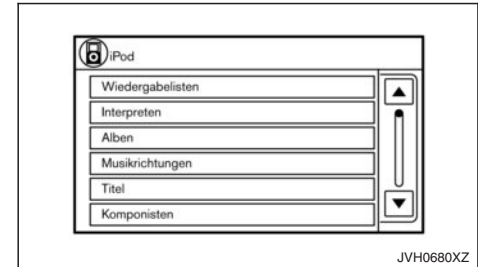 iPod
Wiedergabelisten
Interpreten
Alben
Musikrichtungen
Titel
Komponisten
JVH0680XZ